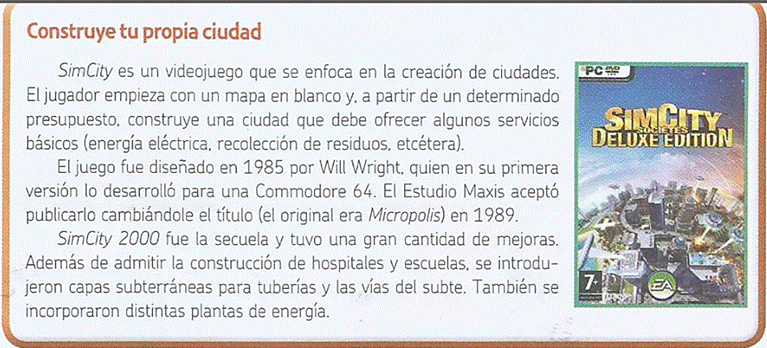 Construye tu propia ciudad
SimCity es un videojuego que se enfoca en la creación de ciudades.
El jugador empieza con un mapa en blanco y, a partir de un determinado
presupuesto, construye una ciudad que debe ofrecer algunos servicios
básicos (energía eléctrica, recolección de residuos, etcétera).
El juego fue diseñado en 1985 por Will Wright, quien en su primera
versión lo desarrolló para una Commodore 64. El Estudio Maxis aceptó
publicarlo cambiándole el título (el original era Micropolis) en 1989.
SimCity 2000 fue la secuela y tuvo una gran cantidad de mejoras.
Además de admitir la construcción de hospitales y escuelas, se introdu-
jeron capas subterráneas para tuberías y las vías del subte. También se
incorporaron distintas plantas de energía.
PC DVD
SIMCITY
SOCIETIES
DELUXE EDITION
7+
EA